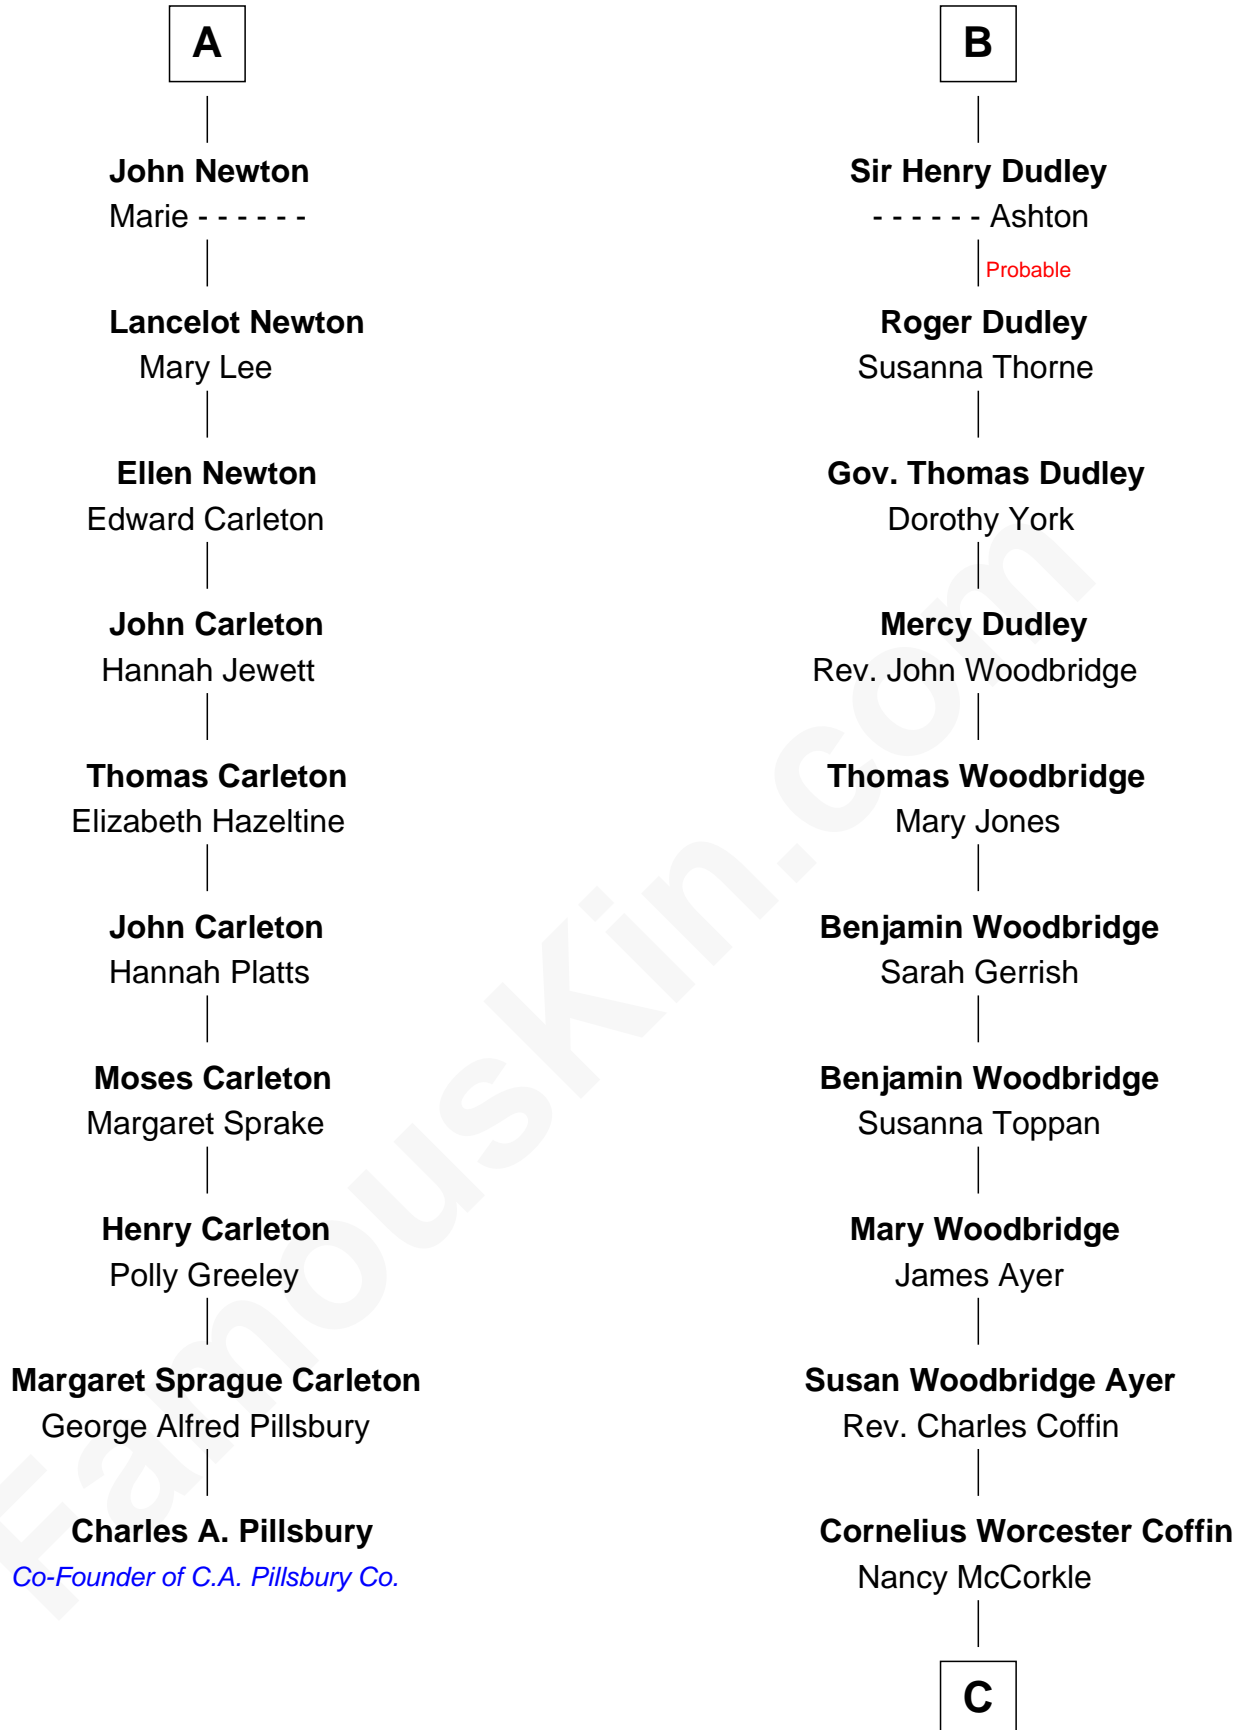 A
John Newton
Marie - - - - - -
Lancelot Newton
Mary Lee
Ellen Newton
Edward Carleton
John Carleton
Hannah Jewett
Thomas Carleton
Elizabeth Hazeltine
John Carleton
Hannah Platts
Moses Carleton
Margaret Sprake
Henry Carleton
Polly Greeley
Margaret Sprague Carleton
George Alfred Pillsbury
Charles A. Pillsbury
Co-Founder of C.A. Pillsbury Co.
B
Sir Henry Dudley
- - - - - - Ashton
Probable
Roger Dudley
Susanna Thorne
Gov. Thomas Dudley
Dorothy York
Mercy Dudley
Rev. John Woodbridge
Thomas Woodbridge
Mary Jones
Benjamin Woodbridge
Sarah Gerrish
Benjamin Woodbridge
Susanna Toppan
Mary Woodbridge
James Ayer
Susan Woodbridge Ayer
Rev. Charles Coffin
Cornelius Worcester Coffin
Nancy McCorkle
C
FamousKin.com